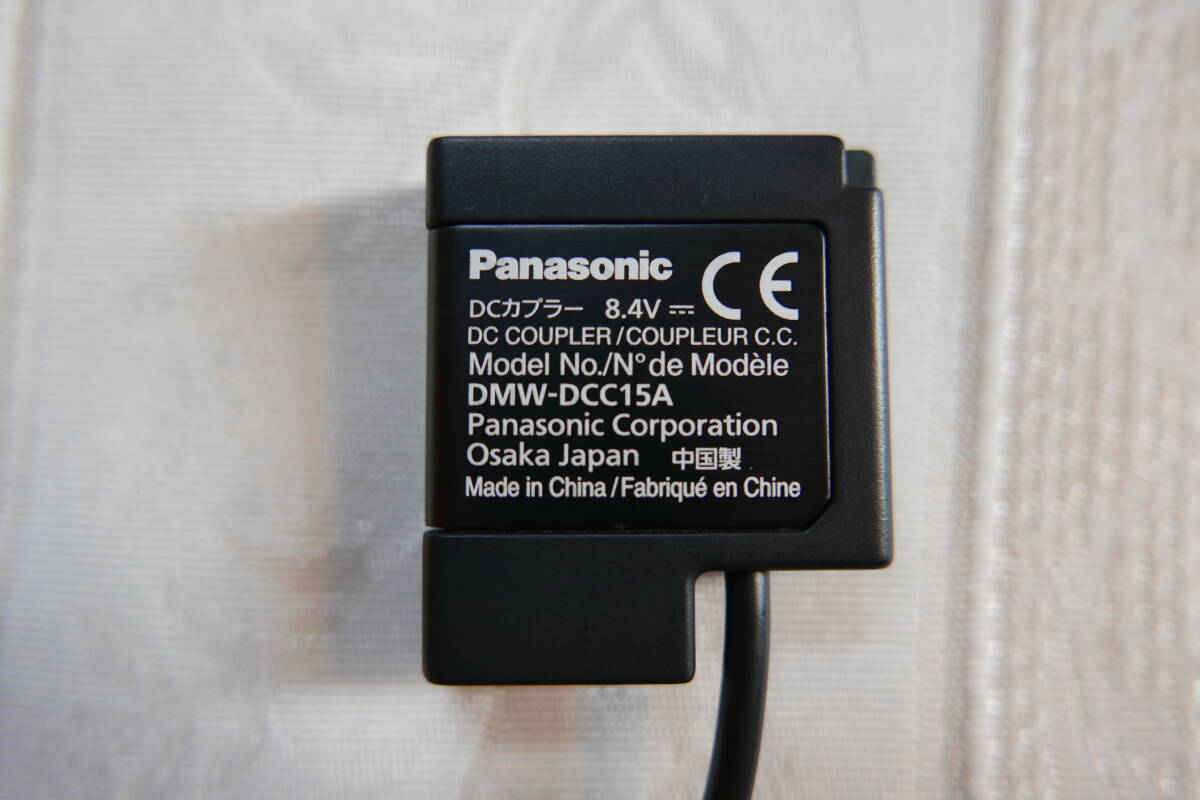 Panasonic CE
DCカプラー 8.4V ⎓
DC COUPLER/COUPLEUR C.C.
Model No./N° de Modèle
DMW-DCC15A
Panasonic Corporation
Osaka Japan 中国製
Made in China/Fabriqué en Chine